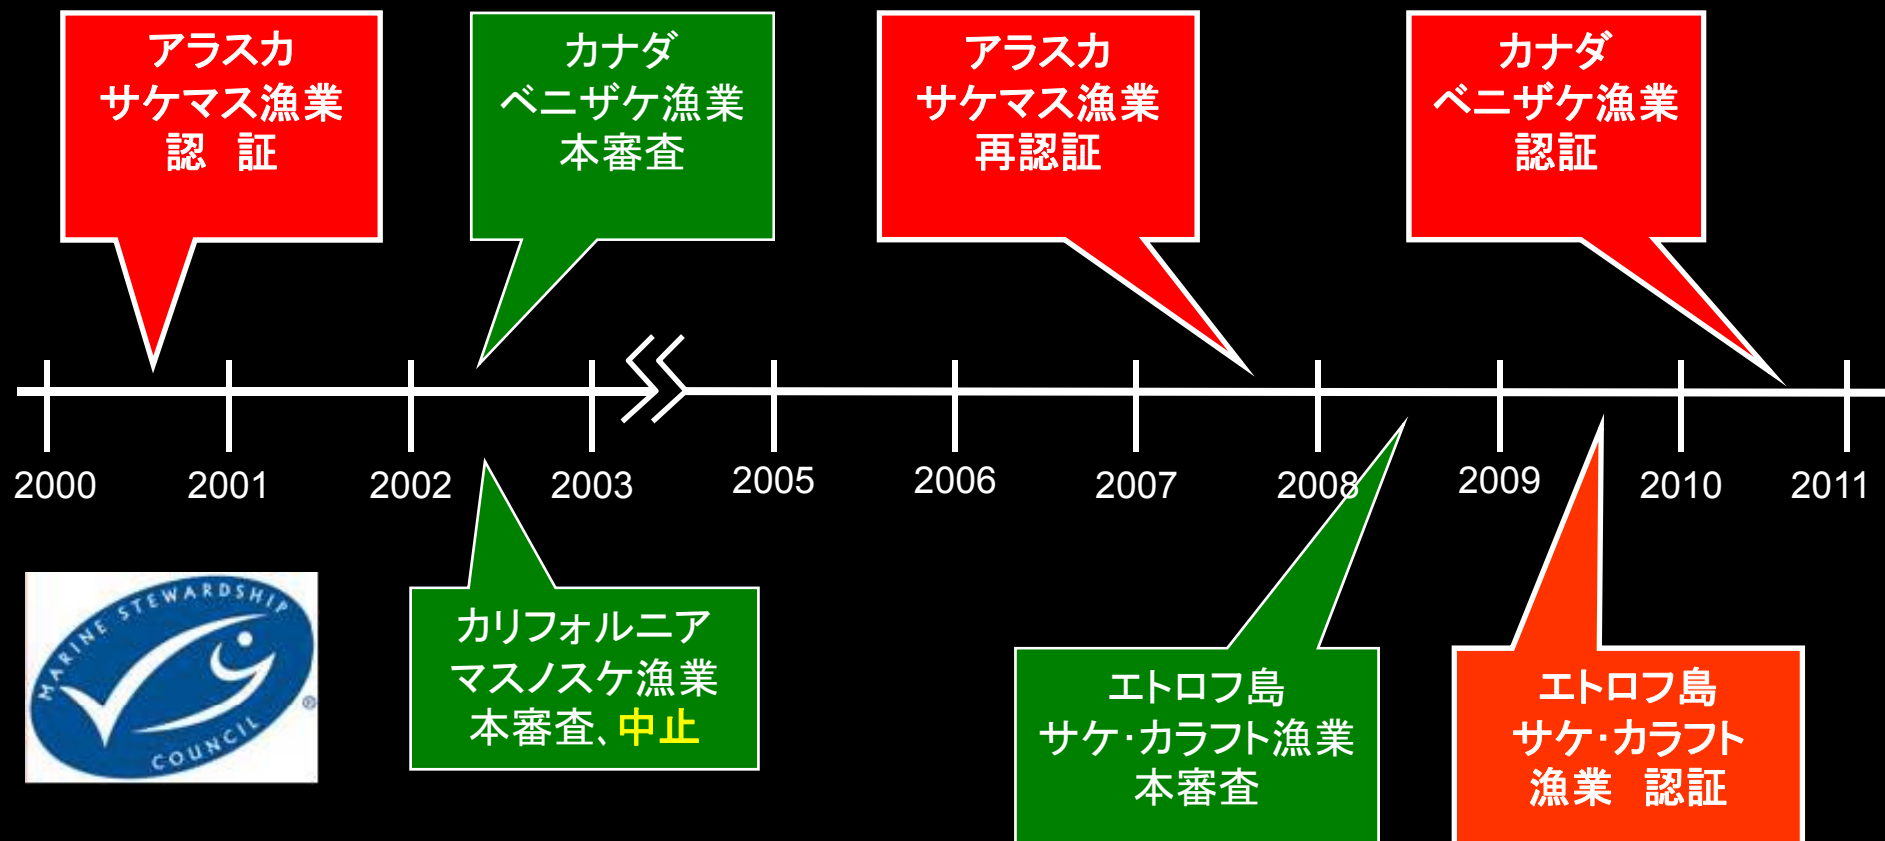 アラスカ
サケマス漁業
認　証
カナダ
ベニザケ漁業
本審査
アラスカ
サケマス漁業
再認証
カナダ
ベニザケ漁業
認証
2000
2001
2002
2003
2005
2006
2007
2008
2009
2010
2011
MARINE STEWARDSHIP
COUNCIL
®
カリフォルニア
マスノスケ漁業
本審査、中止
エトロフ島
サケ・カラフト漁業
本審査
エトロフ島
サケ・カラフト
漁業　認証